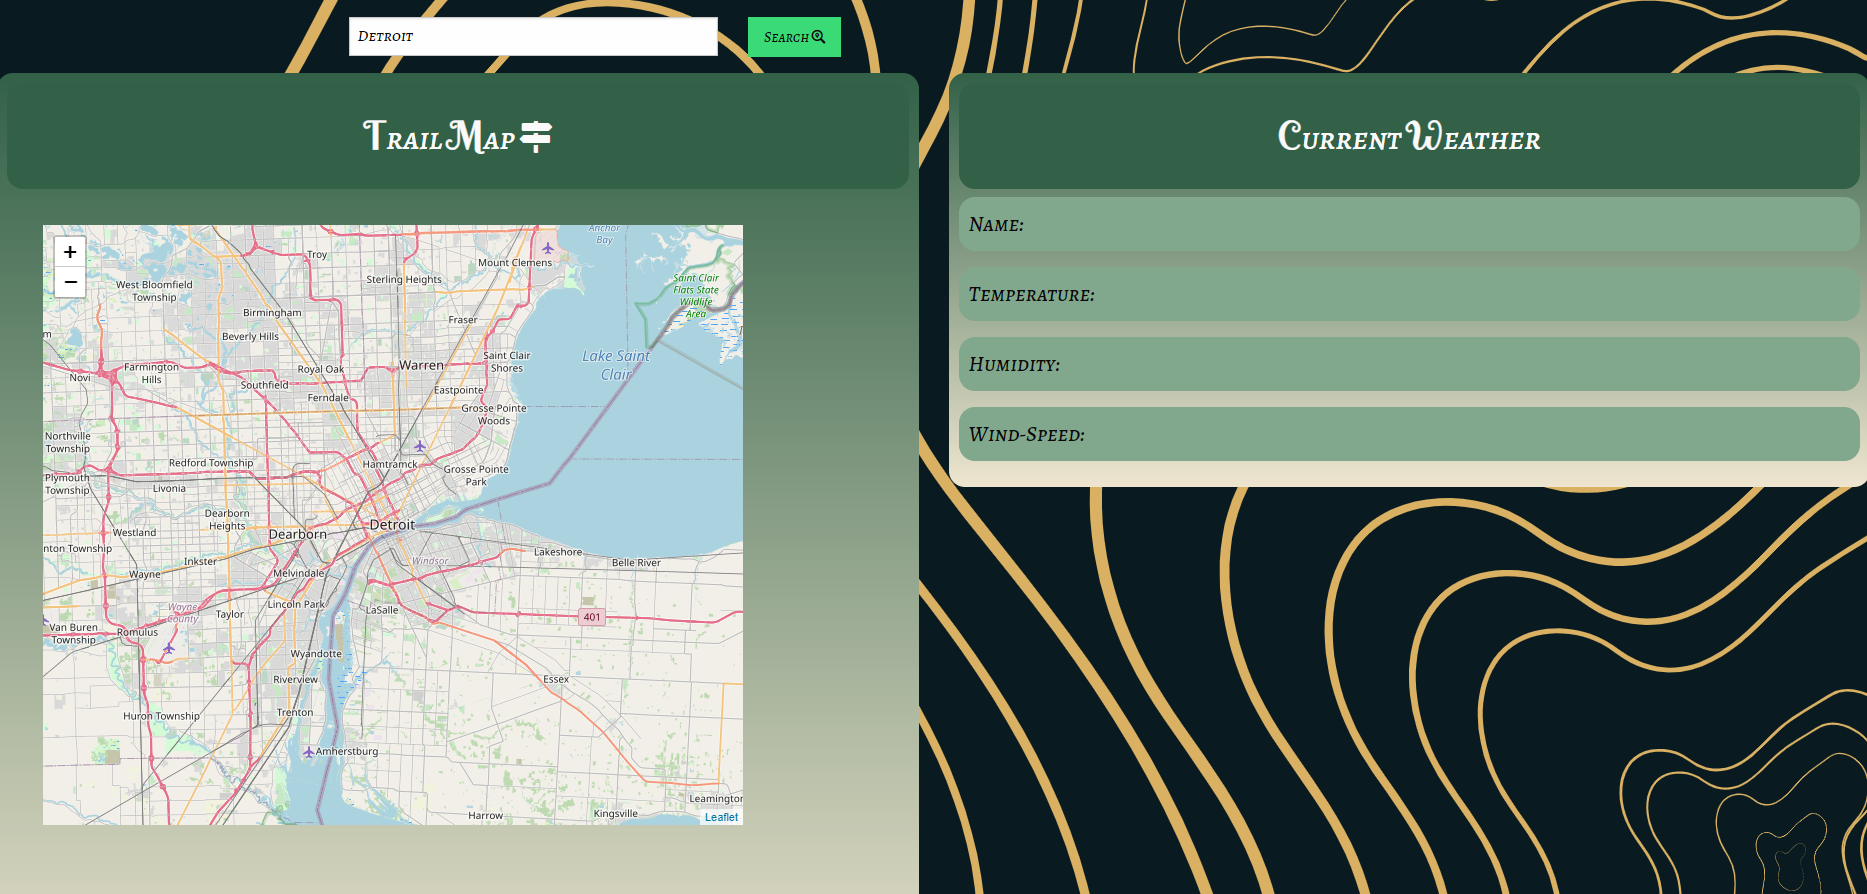 Detroit
Search
Trail Map
Current Weather
Name:
Temperature:
Humidity:
Wind-Speed:
+
−
Anchor
Bay
Troy
Mount Clemens
Sterling Heights
West Bloomfield
Township
Saint Clair
Flats State
Wildlife
Area
Birmingham
Fraser
Beverly Hills
Lake Saint
Clair
Saint Clair
Shores
Warren
Royal Oak
Farmington
Hills
Novi
Southfield
Eastpointe
Ferndale
Grosse Pointe
Woods
Northville
Township
Redford Township
Hamtramck
Grosse Pointe
Park
Plymouth
Township
Livonia
Dearborn
Heights
Detroit
Westland
Dearborn
nton Township
Lakeshore
Inkster
Windsor
Belle River
Wayne
Melvindale
Wayne
County
Lincoln Park
LaSalle
Taylor
401
Van Buren
Township
Romulus
Wyandotte
Riverview
Essex
Trenton
Huron Township
Amherstburg
Leamington
Harrow
Kingsville
Leaflet